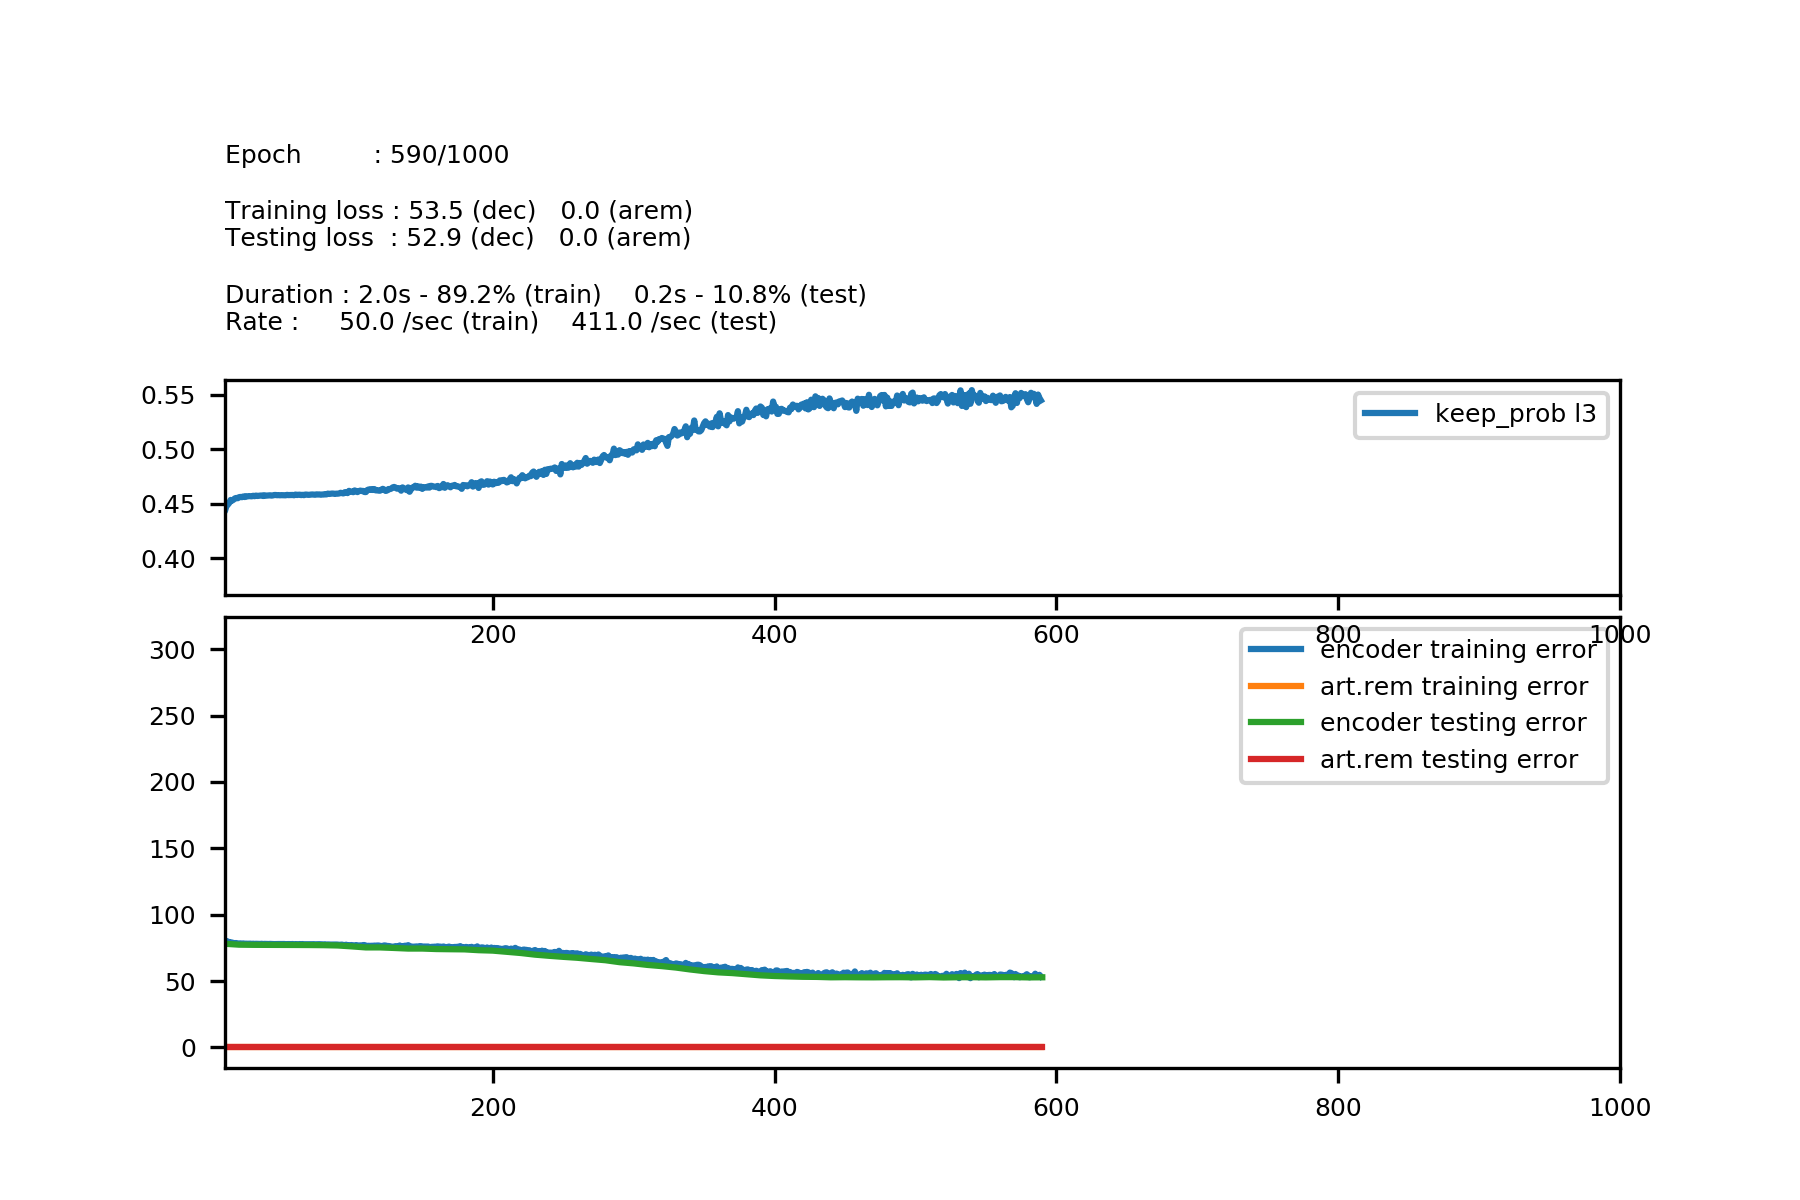 Epoch : 590/1000
Training loss : 53.5 (dec) 0.0 (arem)
Testing loss : 52.9 (dec) 0.0 (arem)
Duration : 2.0s - 89.2% (train) 0.2s - 10.8% (test)
Rate : 50.0 /sec (train) 411.0 /sec (test)
0.55
0.50
0.45
0.40
keep_prob l3
200 400 600 800 1000
300
250
200
150
100
50
0
encoder training error
art.rem training error
encoder testing error
art.rem testing error
200 400 600 800 1000